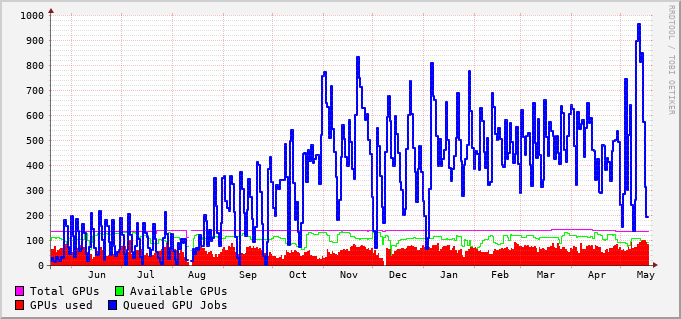 1000
900
800
700
600
500
400
300
200
100
0
Jun Jul Aug Sep Oct Nov Dec Jan Feb Mar Apr May
Total GPUs Available GPUs
GPUs used Queued GPU Jobs
RRDTOOL / TOBI OETIKER